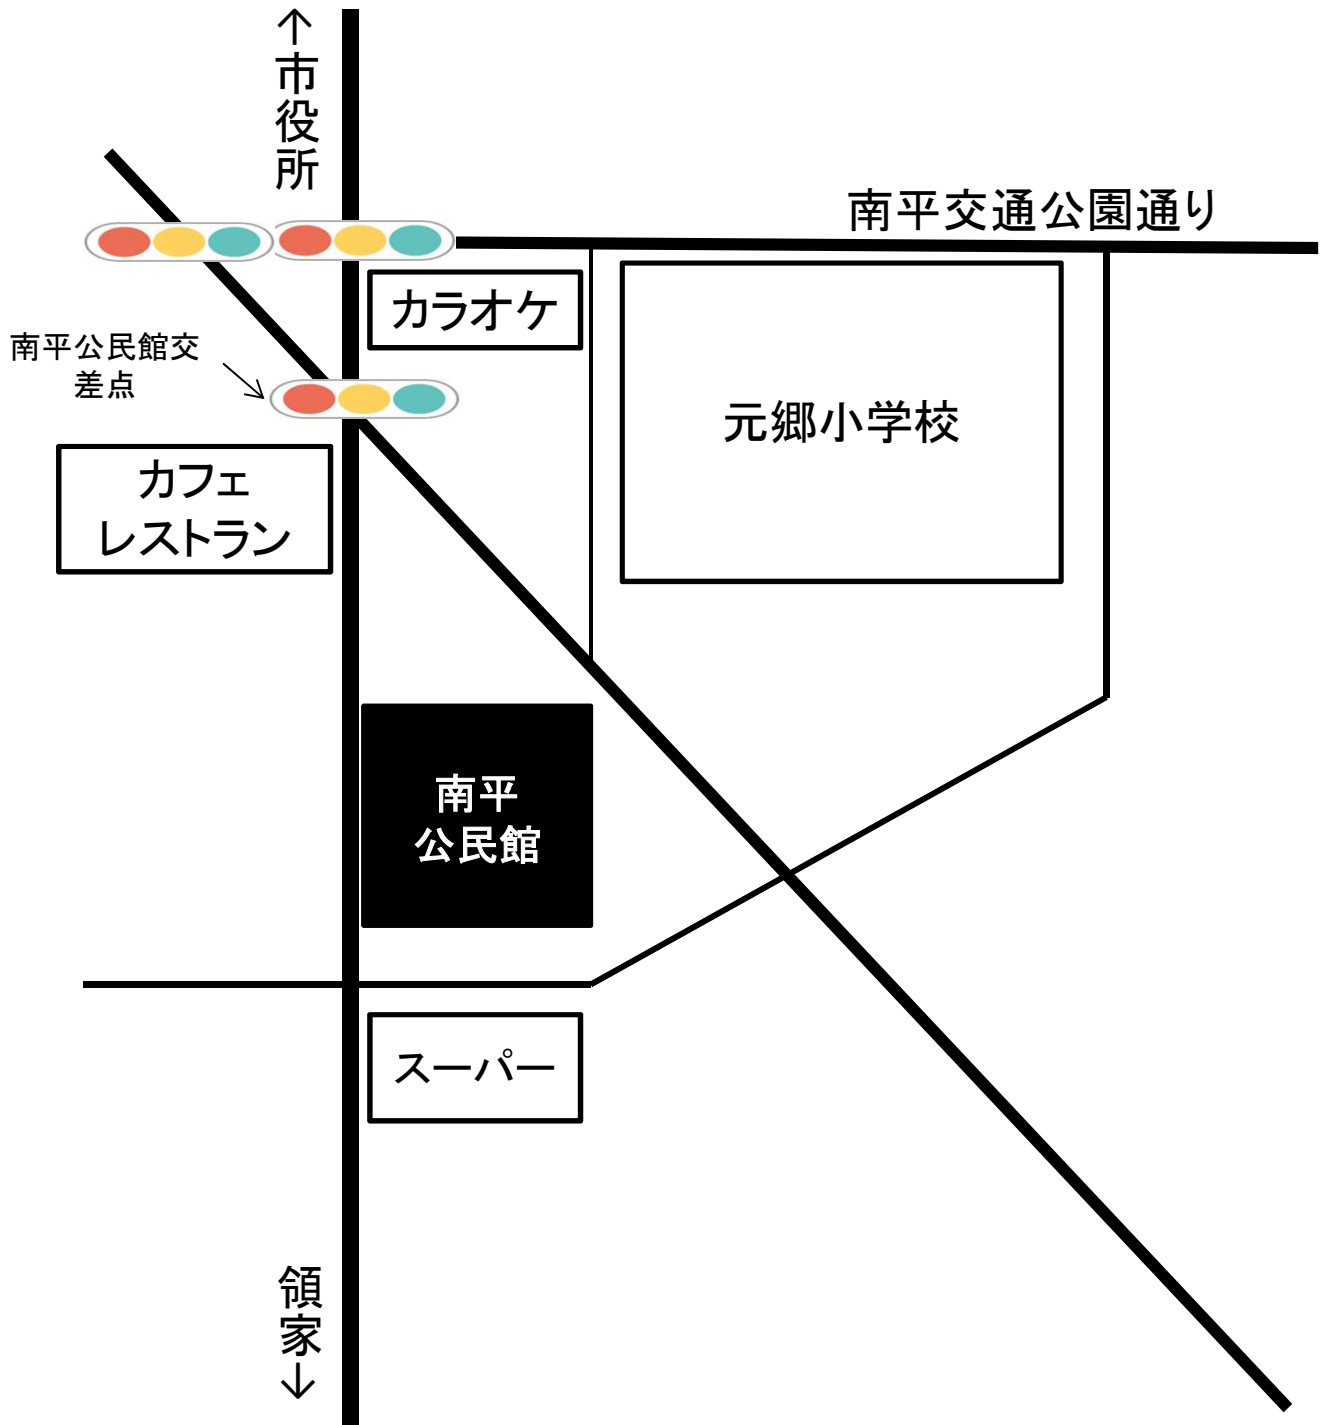 ↑市役所
南平交通公園通り
カラオケ
南平公民館交
差点
元郷小学校
カフェ
レストラン
南平
公民館
スーパー
領家↓